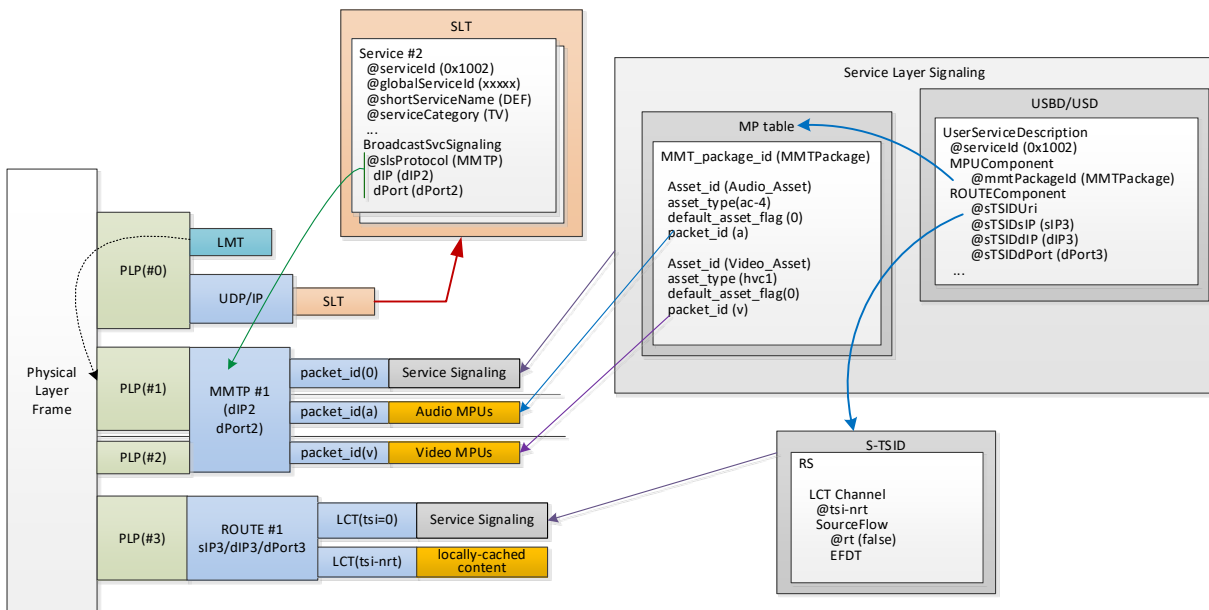 SLT
Service #2
@serviceId (0x1002)
@globalServiceId (xxxxx)
@shortServiceName (DEF)
@serviceCategory (TV)
...
BroadcastSvcSignaling
@slsProtocol (MMTP)
dIP (dIP2)
dPort (dPort2)
Service Layer Signaling
MP table
MMT_package_id (MMTPackage)
Asset_id (Audio_Asset)
asset_type(ac-4)
default_asset_flag (0)
packet_id (a)
Asset_id (Video_Asset)
asset_type (hvc1)
default_asset_flag(0)
packet_id (v)
USBD/USD
UserServiceDescription
@serviceId (0x1002)
MPUComponent
@mmtPackageId (MMTPackage)
ROUTEComponent
@sTSIDUri
@sTSIDsIP (sIP3)
@sTSIDdIP (dIP3)
@sTSIDdPort (dPort3)
...
Physical
Layer
Frame
PLP(#0)
LMT
UDP/IP
SLT
PLP(#1)
PLP(#2)
MMTP #1
(dIP2
dPort2)
packet_id(0)
Service Signaling
packet_id(a)
Audio MPUs
packet_id(v)
Video MPUs
PLP(#3)
ROUTE #1
sIP3/dIP3/dPort3
LCT(tsi=0)
Service Signaling
LCT(tsi-nrt)
locally-cached
content
S-TSID
RS
LCT Channel
@tsi-nrt
SourceFlow
@rt (false)
EFDT